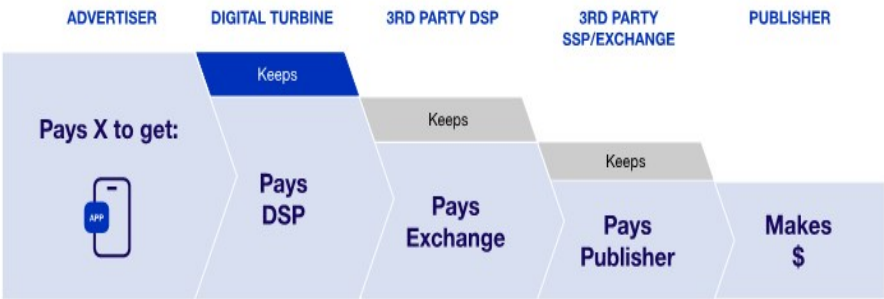 ADVERTISER
DIGITAL TURBINE
3RD PARTY DSP
3RD PARTY
SSP/EXCHANGE
PUBLISHER
Keeps
Keeps
Keeps
Pays X to get:
APP
Pays
DSP
Pays
Exchange
Pays
Publisher
Makes
$